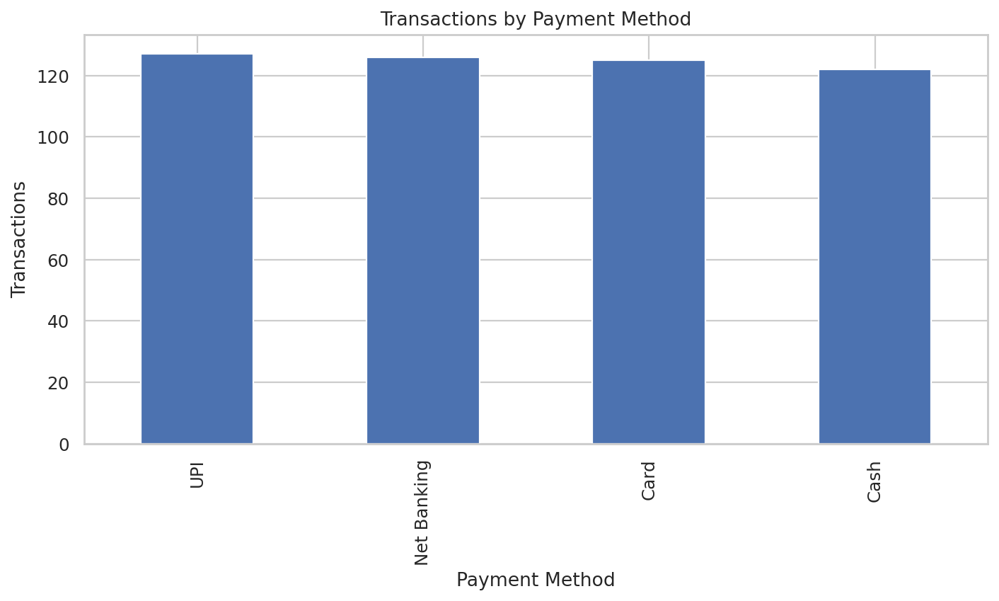 Transactions by Payment Method
Transactions
120
100
80
60
40
20
0
UPI
Net Banking
Card
Cash
Payment Method